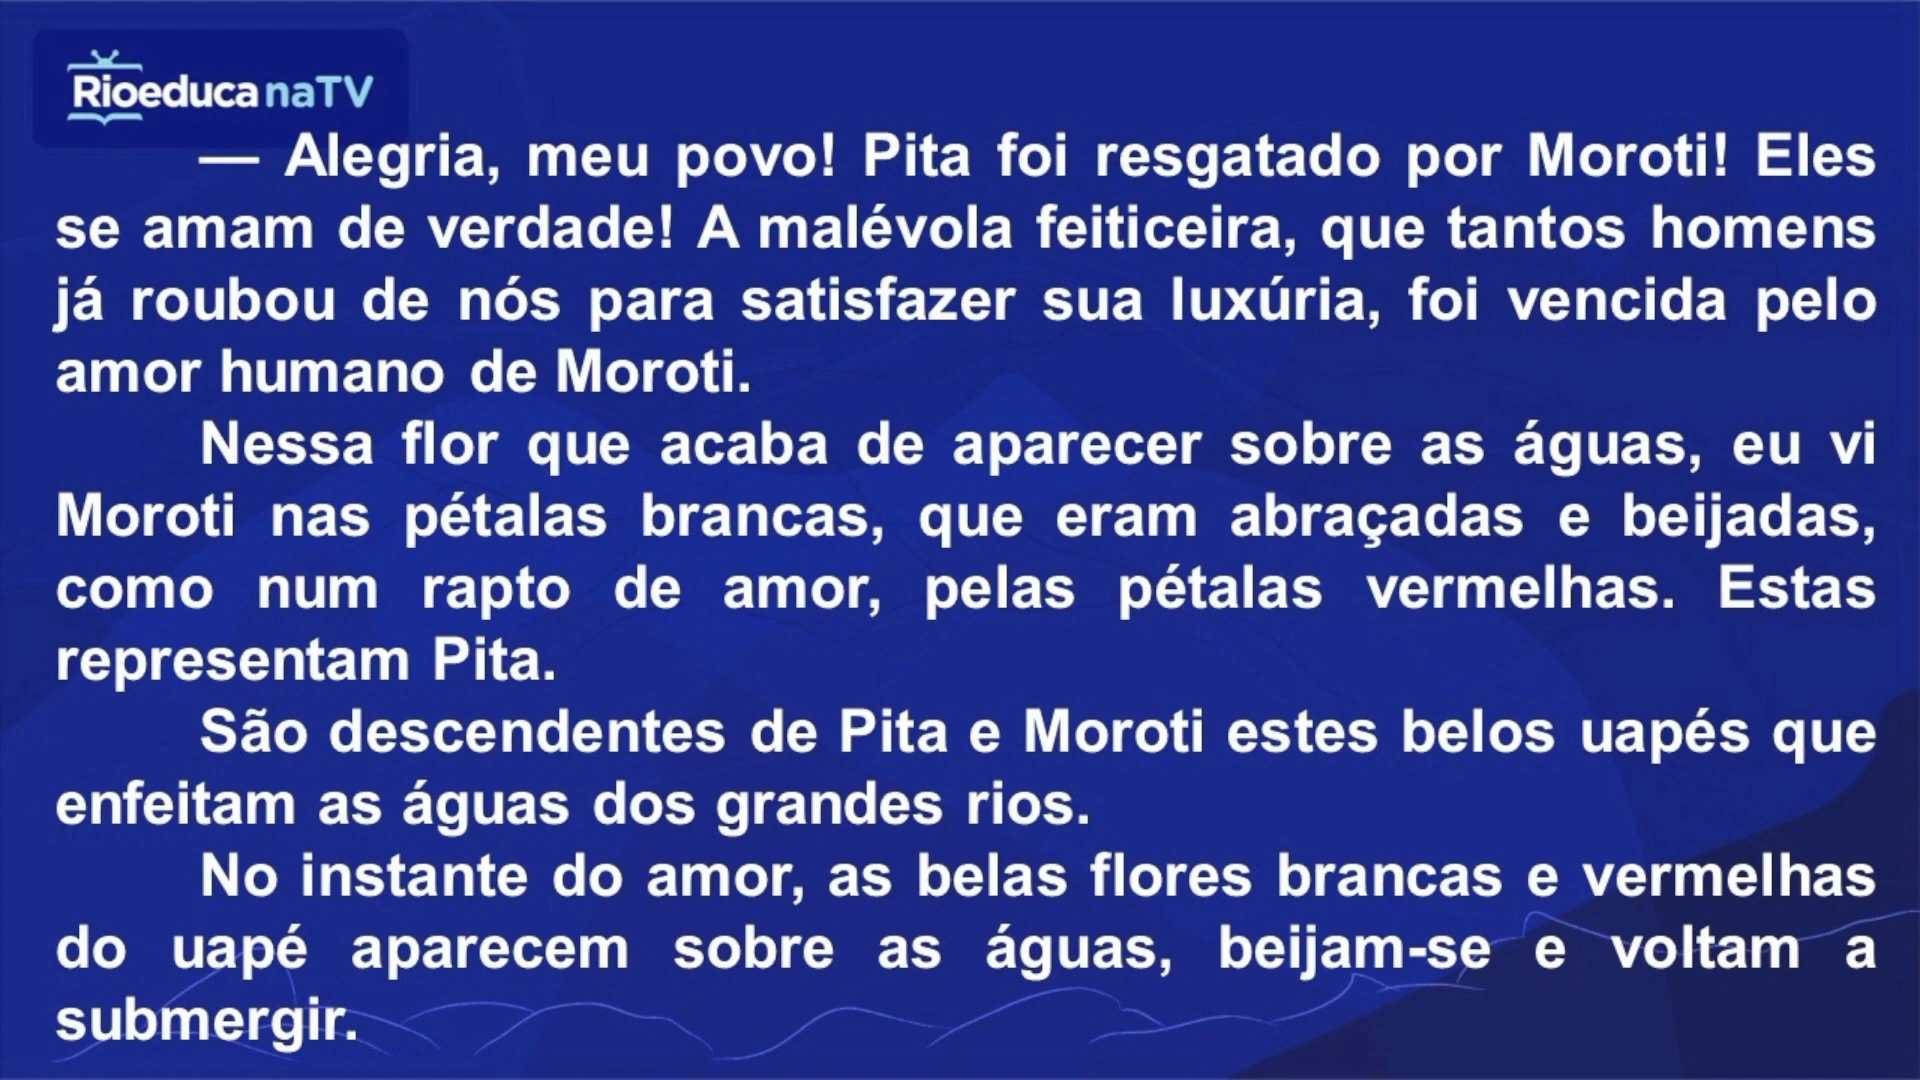 Rioeduca naTV
— Alegria, meu povo! Pita foi resgatado por Moroti! Eles
se amam de verdade! A malévola feiticeira, que tantos homens
já roubou de nós para satisfazer sua luxúria, foi vencida pelo
amor humano de Moroti.
Nessa flor que acaba de aparecer sobre as águas, eu vi
Moroti nas pétalas brancas, que eram abraçadas e beijadas,
como num rapto de amor, pelas pétalas vermelhas. Estas
representam Pita.
São descendentes de Pita e Moroti estes belos uapés que
enfeitam as águas dos grandes rios.
No instante do amor, as belas flores brancas e vermelhas
do uapé aparecem sobre as águas, beijam-se e voltam a
submergir.